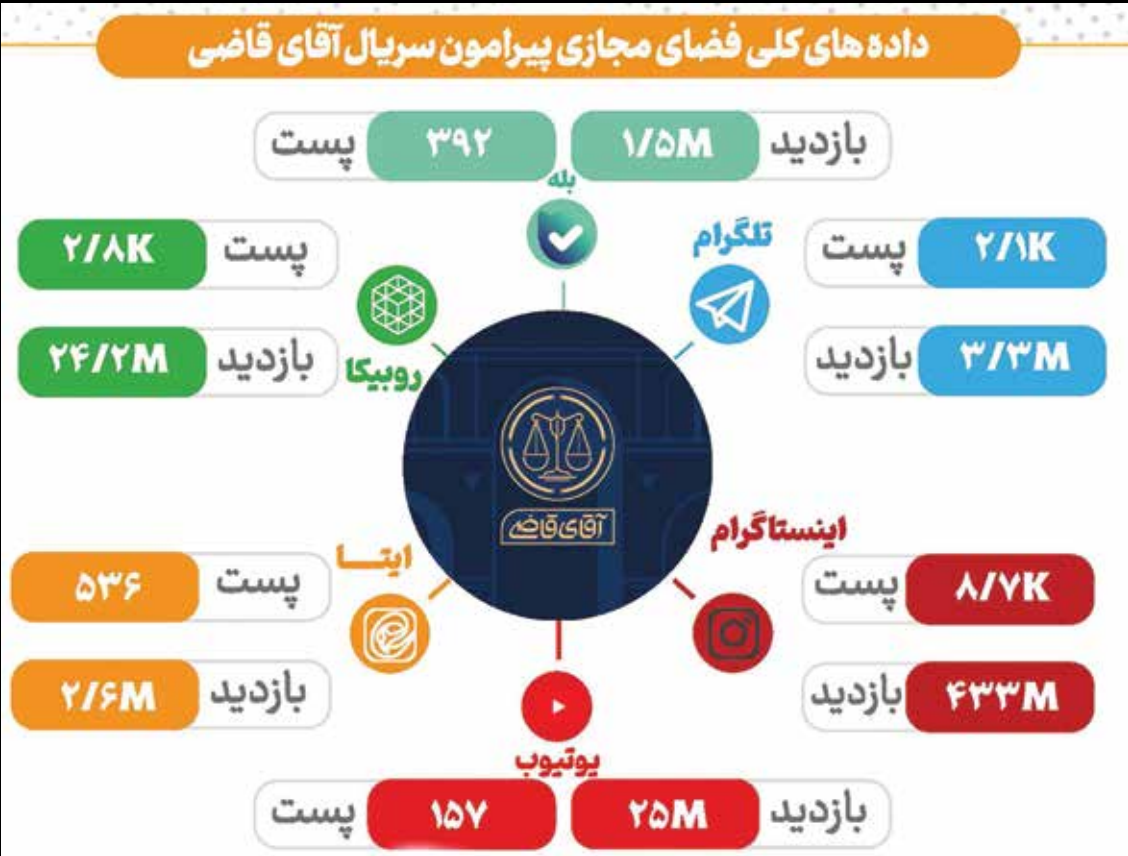 داده های کلی فضای مجازی پیرامون سریال آقای قاضی
بازدید ۱/۵M ۳۹۲ پست
بله
تلگرام
۲/۱K پست
۳/۳M بازدید
روبیکا
پست ۲/۸K
بازدید ۲۴/۲M
آقای قاضی
اینستاگرام
۸/۷K پست
۴۳۳M بازدید
ایتا
پست ۵۳۶
بازدید ۲/۶M
یوتیوب
بازدید ۲۵M ۱۵۷ پست